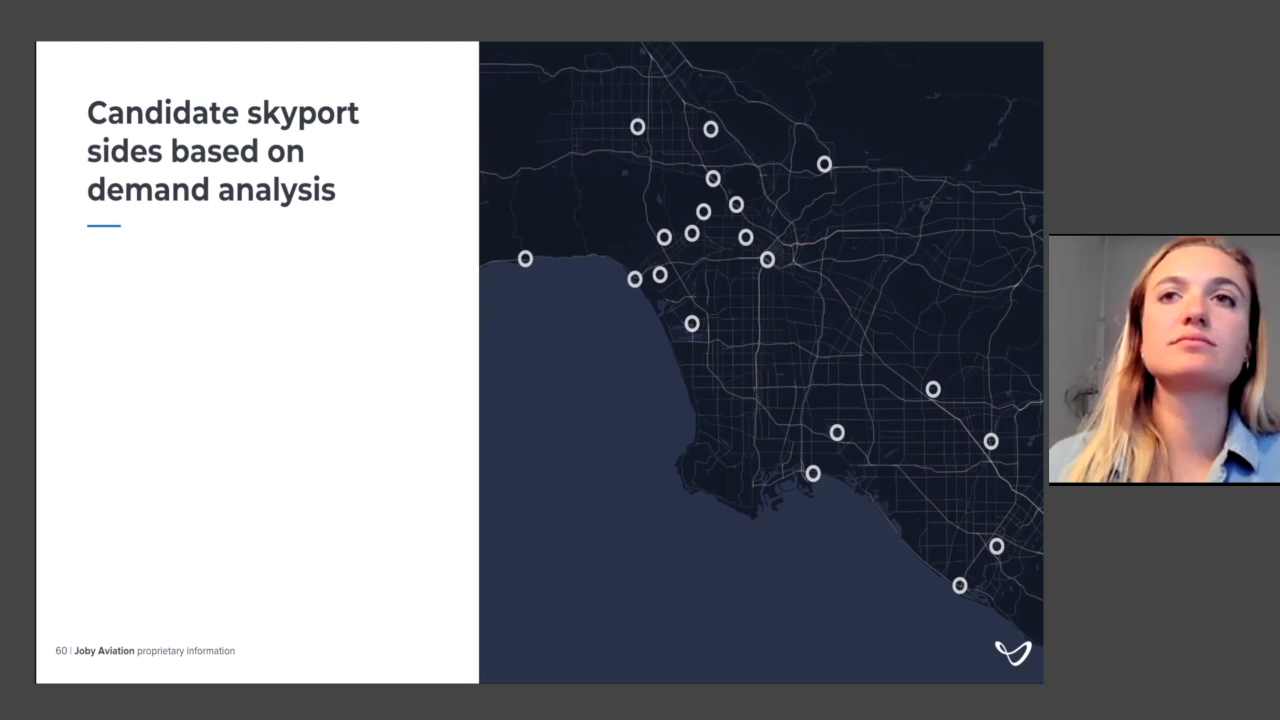 Candidate skyport
sides based on
demand analysis
60 | Joby Aviation proprietary information